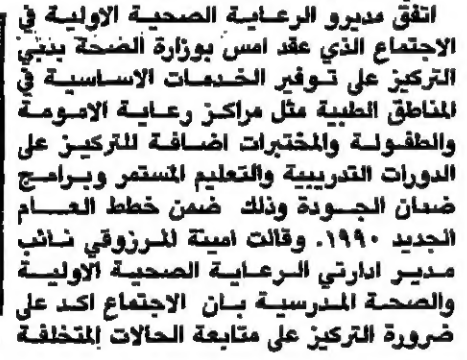 اتفق مديرو الرعاية الصحية الاولية في
الاجتماع الذي عقد امس بوزارة الصحة بدبي
التركيز على توفير الخدمات الاساسية في
المناطق الطبية مثل مراكز رعاية الامومة
والطفولة والمختبرات اضافة للتركيز على
الدورات التدريبية والتعليم المستمر وبرامج
ضمان الجودة وذلك ضمن خطط العام
الجديد ١٩٩٠. وقالت امينة المرزوقي نائب
مدير ادارتي الرعاية الصحية الاولية
والصحة المدرسية بان الاجتماع اكد على
ضرورة التركيز على متابعة الحالات المتخلفة